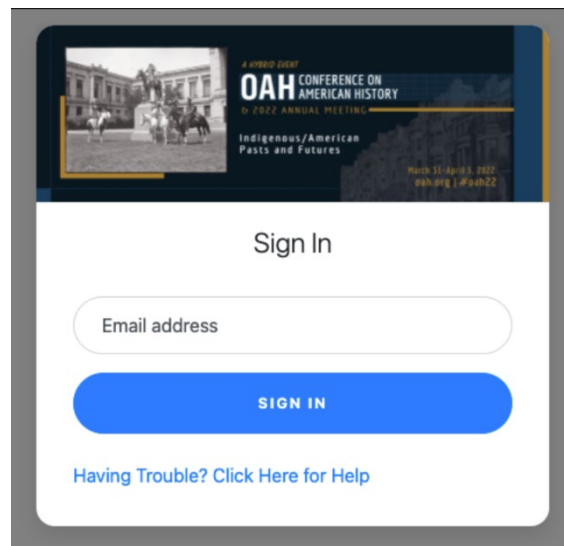 A HYBRID EVENT
OAH CONFERENCE ON
AMERICAN HISTORY
& 2022 ANNUAL MEETING
Indigenous/American
Pasts and Futures
March 31-April 3, 2022
oah.org | #oah22
Sign In
Email address
SIGN IN
Having Trouble? Click Here for Help